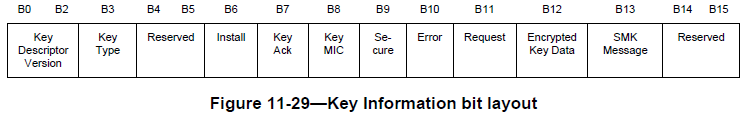 B0 B2 B3 B4 B5 B6 B7 B8 B9 B10 B11 B12 B13 B14 B15
Key Descriptor Version
Key Type
Reserved
Install
Key Ack
Key MIC
Se-
cure
Error
Request
Encrypted Key Data
SMK Message
Reserved
Figure 11-29—Key Information bit layout